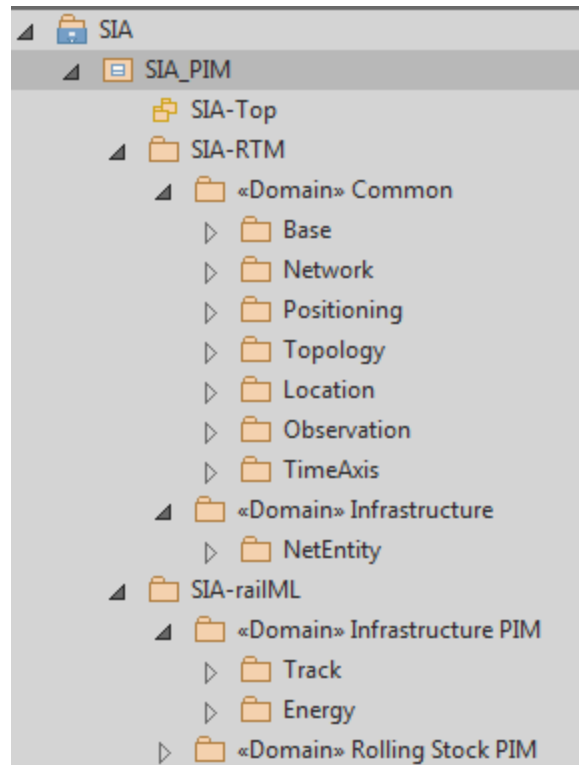 SIA
SIA_PIM
SIA-Top
SIA-RTM
«Domain» Common
Base
Network
Positioning
Topology
Location
Observation
TimeAxis
«Domain» Infrastructure
NetEntity
SIA-railML
«Domain» Infrastructure PIM
Track
Energy
«Domain» Rolling Stock PIM